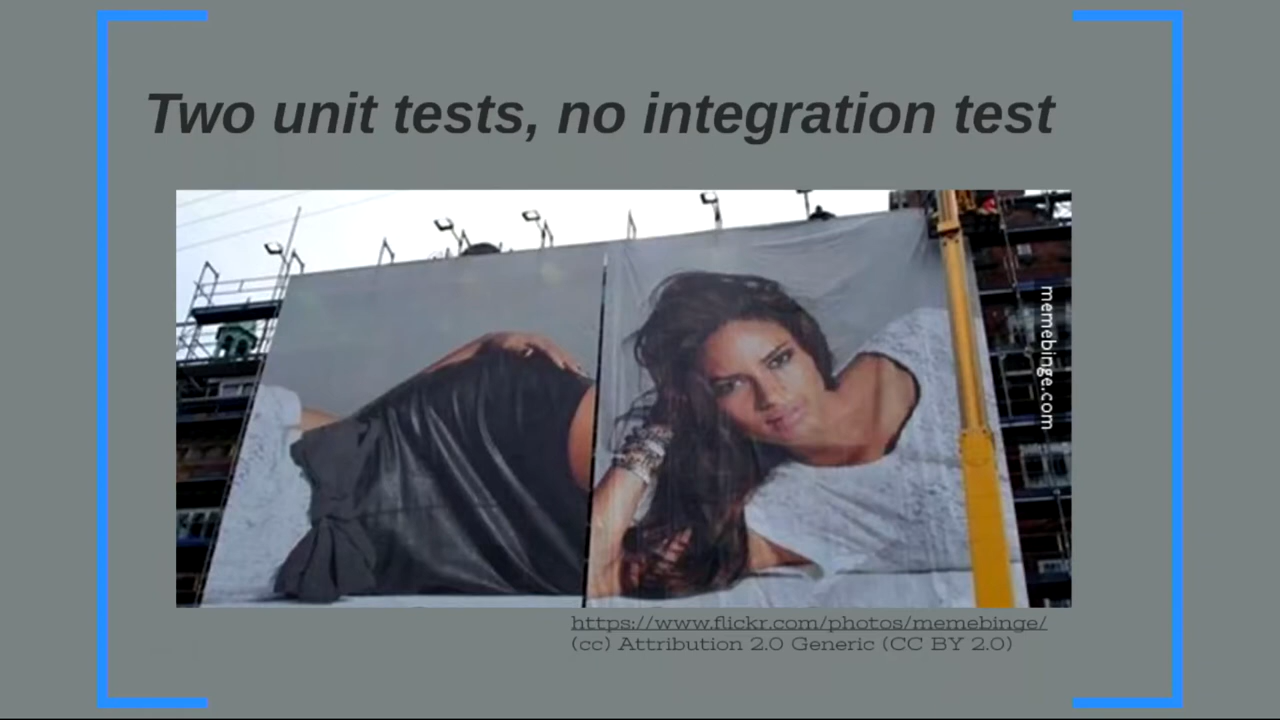 Two unit tests, no integration test
memebinge.com
https://www.flickr.com/photos/memebinge/
(cc) Attribution 2.0 Generic (CC BY 2.0)